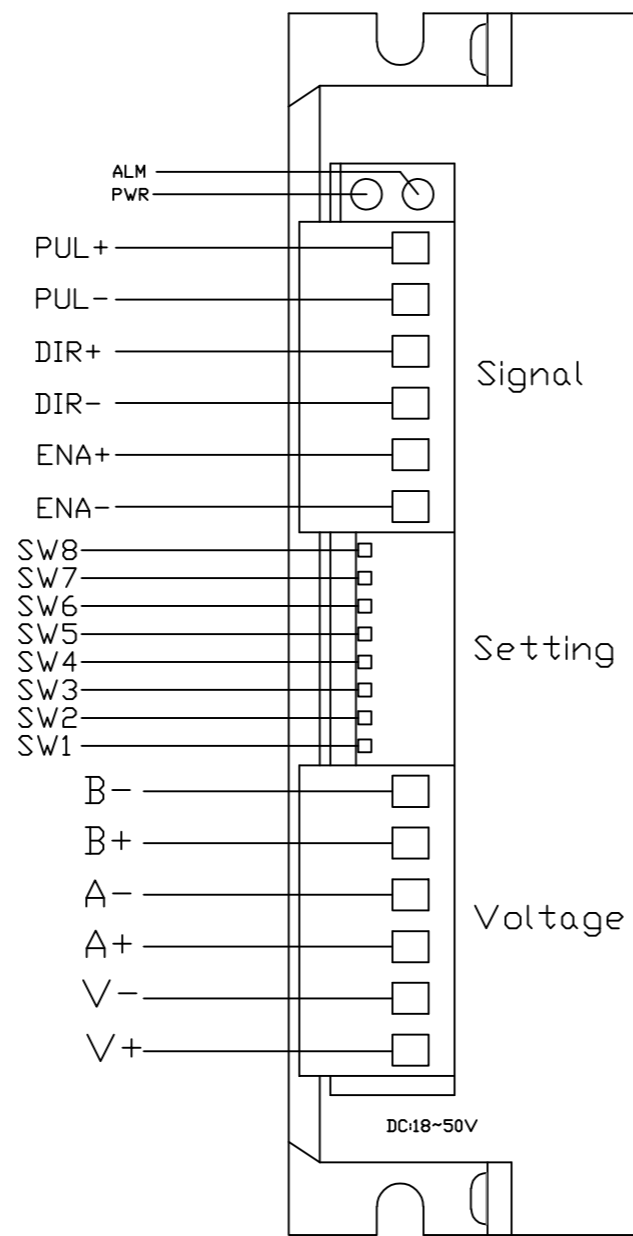 ALM
PWR
PUL+
PUL-
DIR+
Signal
DIR-
ENA+
ENA-
SW8
SW7
SW6
SW5
Setting
SW4
SW3
SW2
SW1
B-
B+
A-
Voltage
A+
V-
V+
DC:18~50V